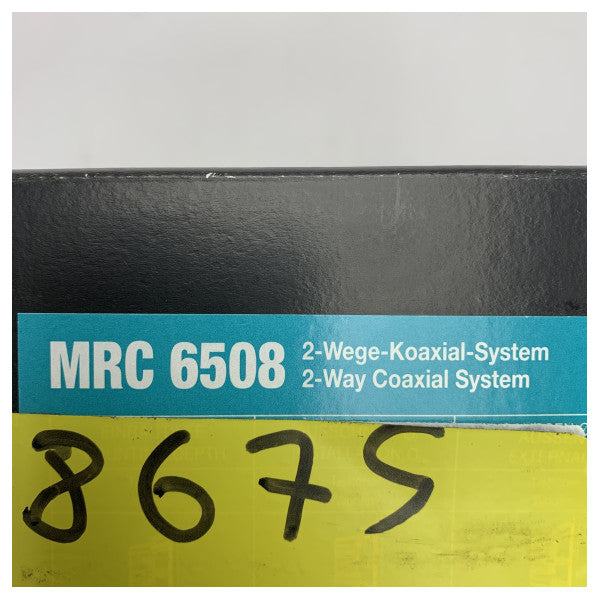 MRC 6508
2-Wege-Koaxial-System
2-Way Coaxial System
8675